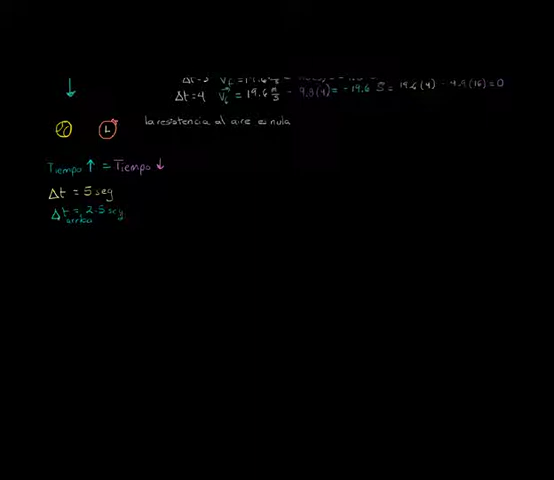 Δt=4 Vf = 19.6 m/s - 9.8(4) = -19.6 S = 19.6(4) - 4.9(16) = 0
L la resistencia al aire es nula
Tiempo ↑ = Tiempo ↓
Δt = 5 seg
Δt = 2.5 seg
arriba